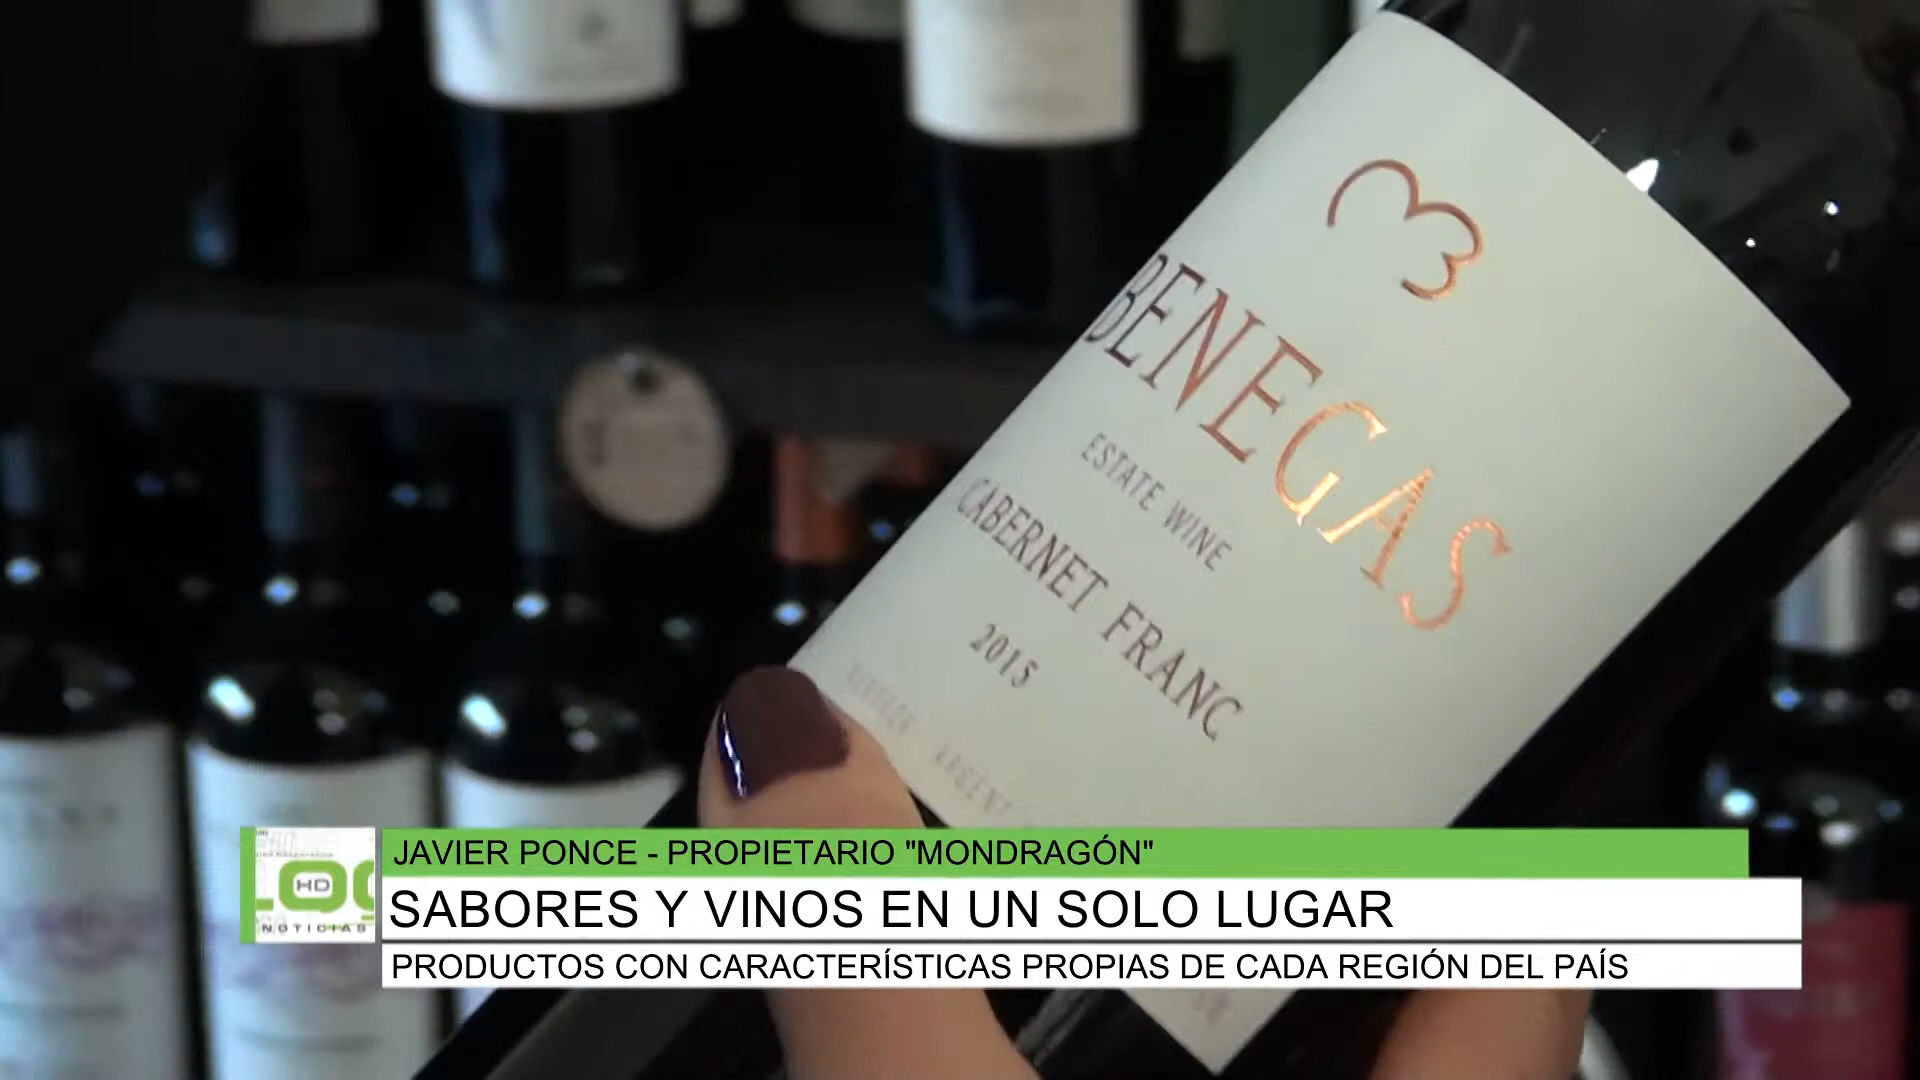 BENEGAS
ESTATE WINE
CABERNET FRANC
2015
JAVIER PONCE - PROPIETARIO "MONDRAGÓN"
HD
NOTICIAS
SABORES Y VINOS EN UN SOLO LUGAR
PRODUCTOS CON CARACTERÍSTICAS PROPIAS DE CADA REGIÓN DEL PAÍS